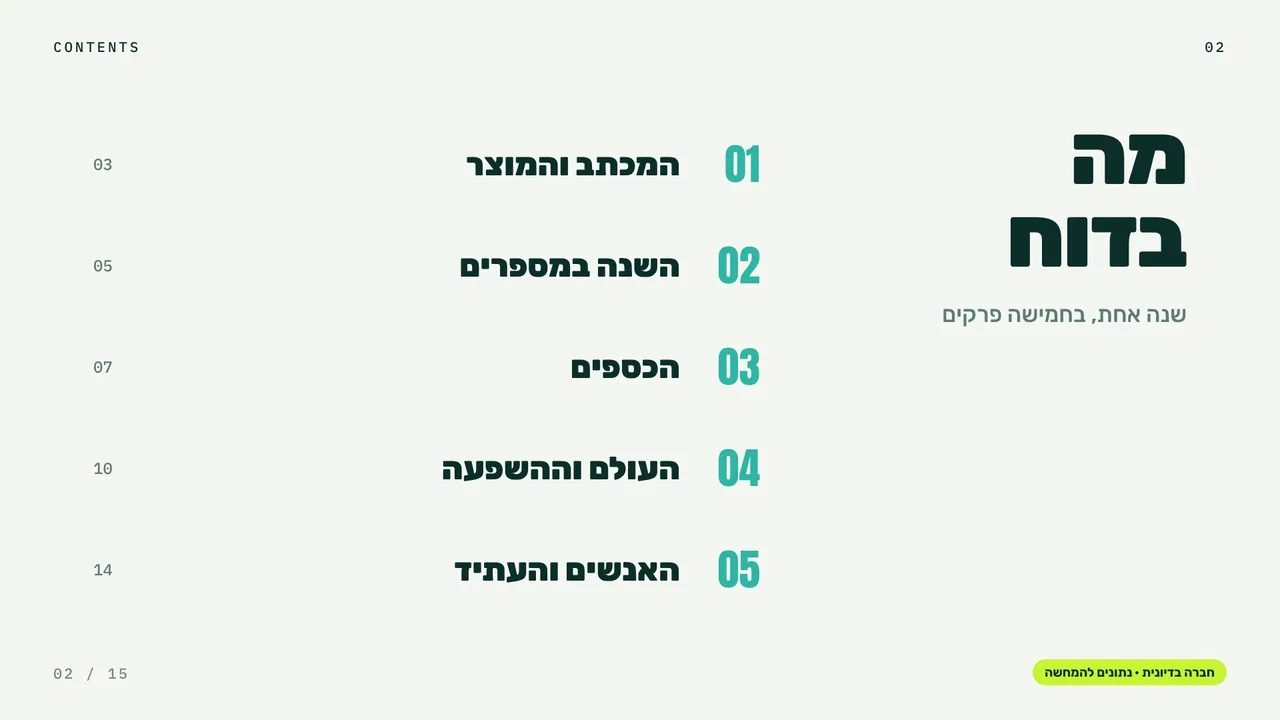 CONTENTS
02
מה
בדוח
שנה אחת, בחמישה פרקים
01 המכתב והמוצר 03
02 השנה במספרים 05
03 הכספים 07
04 העולם וההשפעה 10
05 האנשים והעתיד 14
חברה בדיונית • נתונים להמחשה
02 / 15